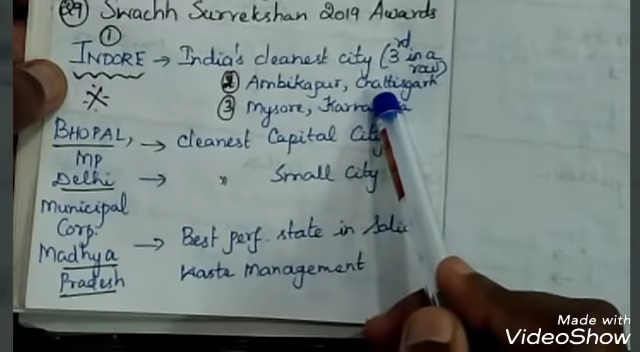 29 Swachh Survekshan 2019 Awards
1
INDORE → India's cleanest city (3rd in a row)
2 Ambikapur, Chattisgarh
3 Mysore,
BHOPAL, → cleanest Capital City
MP
Delhi → " Small City
Municipal
Corp.
Madhya → Best perf. state in
Pradesh Waste Management
Made with
VideoShow